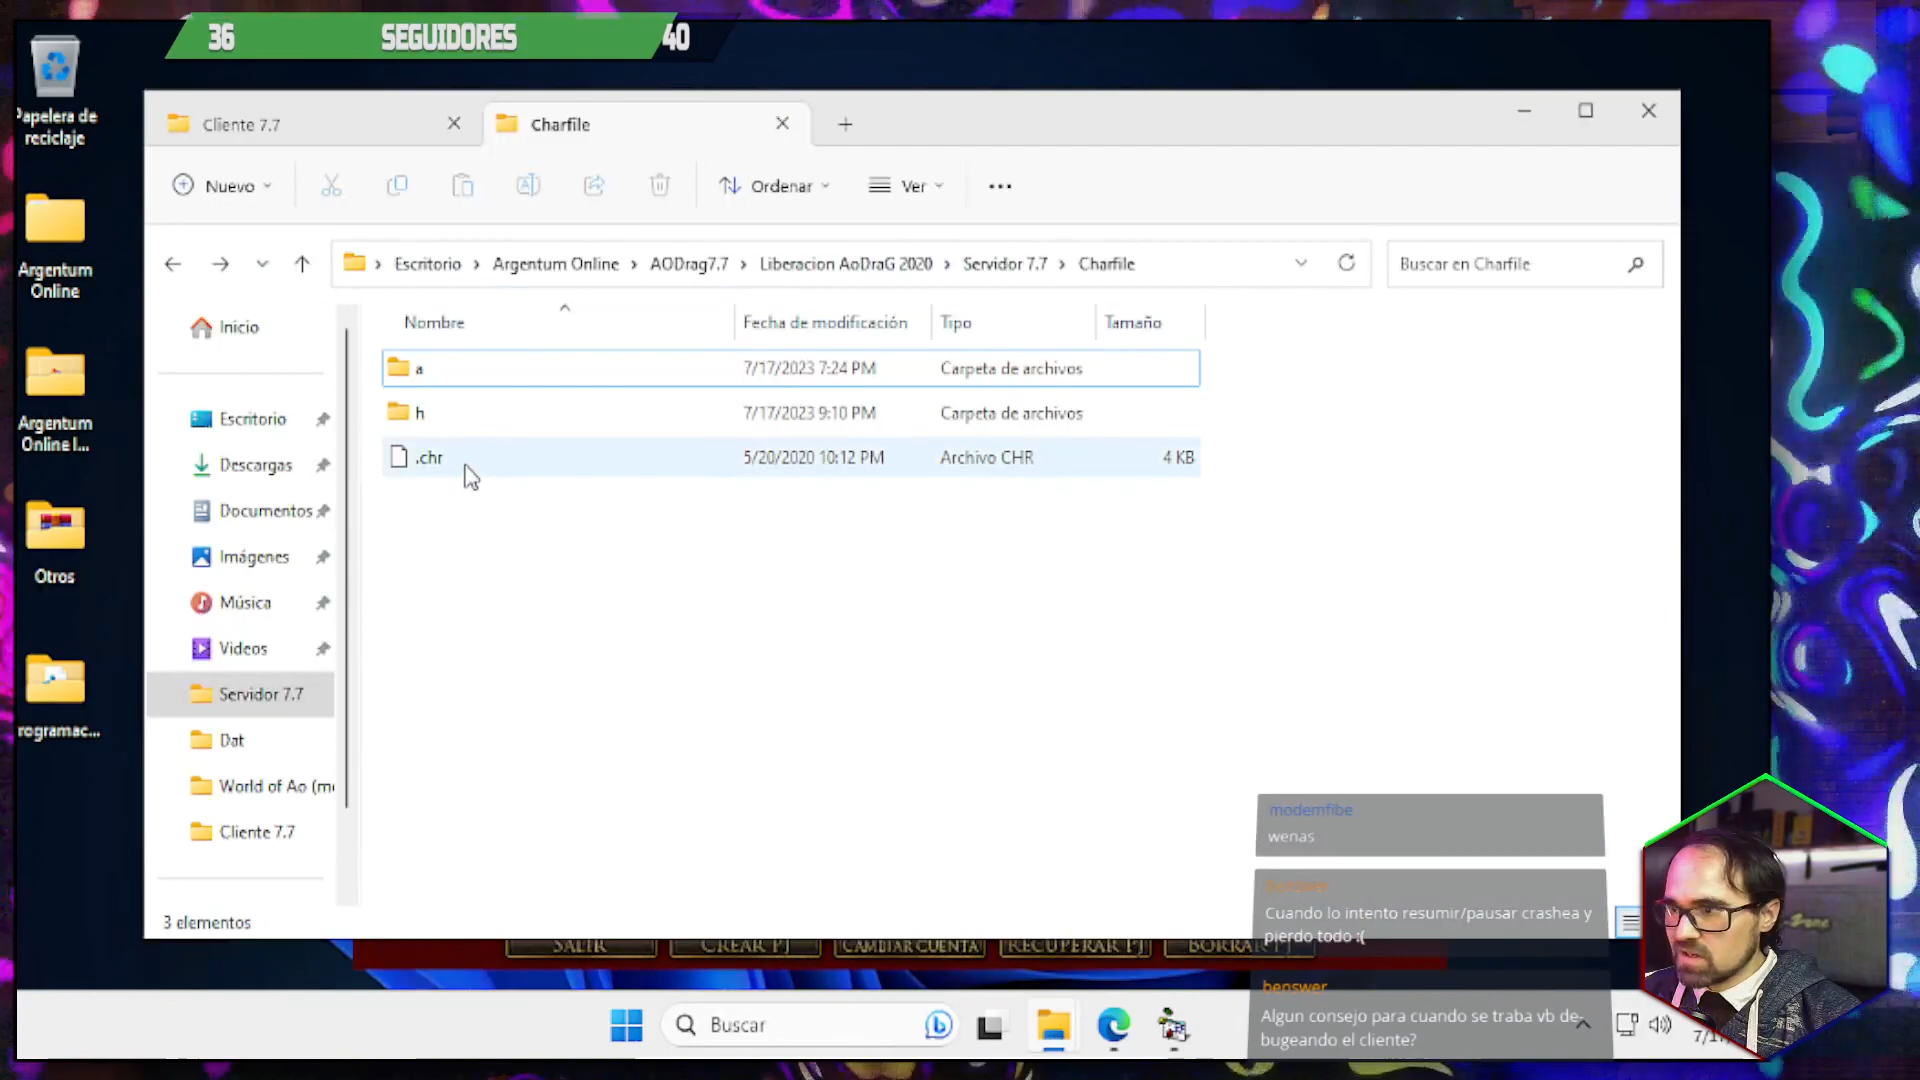 36 SEGUIDORES 40
Papelera de
reciclaje
Cliente 7.7
Charfile
Nuevo
Ordenar
Ver
Escritorio
Argentum Online
AODrag7.7
Liberacion AoDraG 2020
Servidor 7.7
Charfile
Buscar en Charfile
Nombre
Fecha de modificación
Tipo
Tamaño
a
7/17/2023 7:24 PM
Carpeta de archivos
h
7/17/2023 9:10 PM
Carpeta de archivos
.chr
5/20/2020 10:12 PM
Archivo CHR
4 KB
Argentum
Online
Argentum
Online I...
Otros
rogramac...
Inicio
Escritorio
Descargas
Documentos
Imágenes
Música
Videos
Servidor 7.7
Dat
World of Ao (m
Cliente 7.7
3 elementos
modernfibe
wenas
Cuando lo intento resumir/pausar crashea y
pierdo todo :(
benswer
Algun consejo para cuando se traba vb de-
bugeando el cliente?
SALIR
CREAR PJ
CAMBIAR CUENTA
RECUPERAR PJ
BORRAR
Buscar
7/1